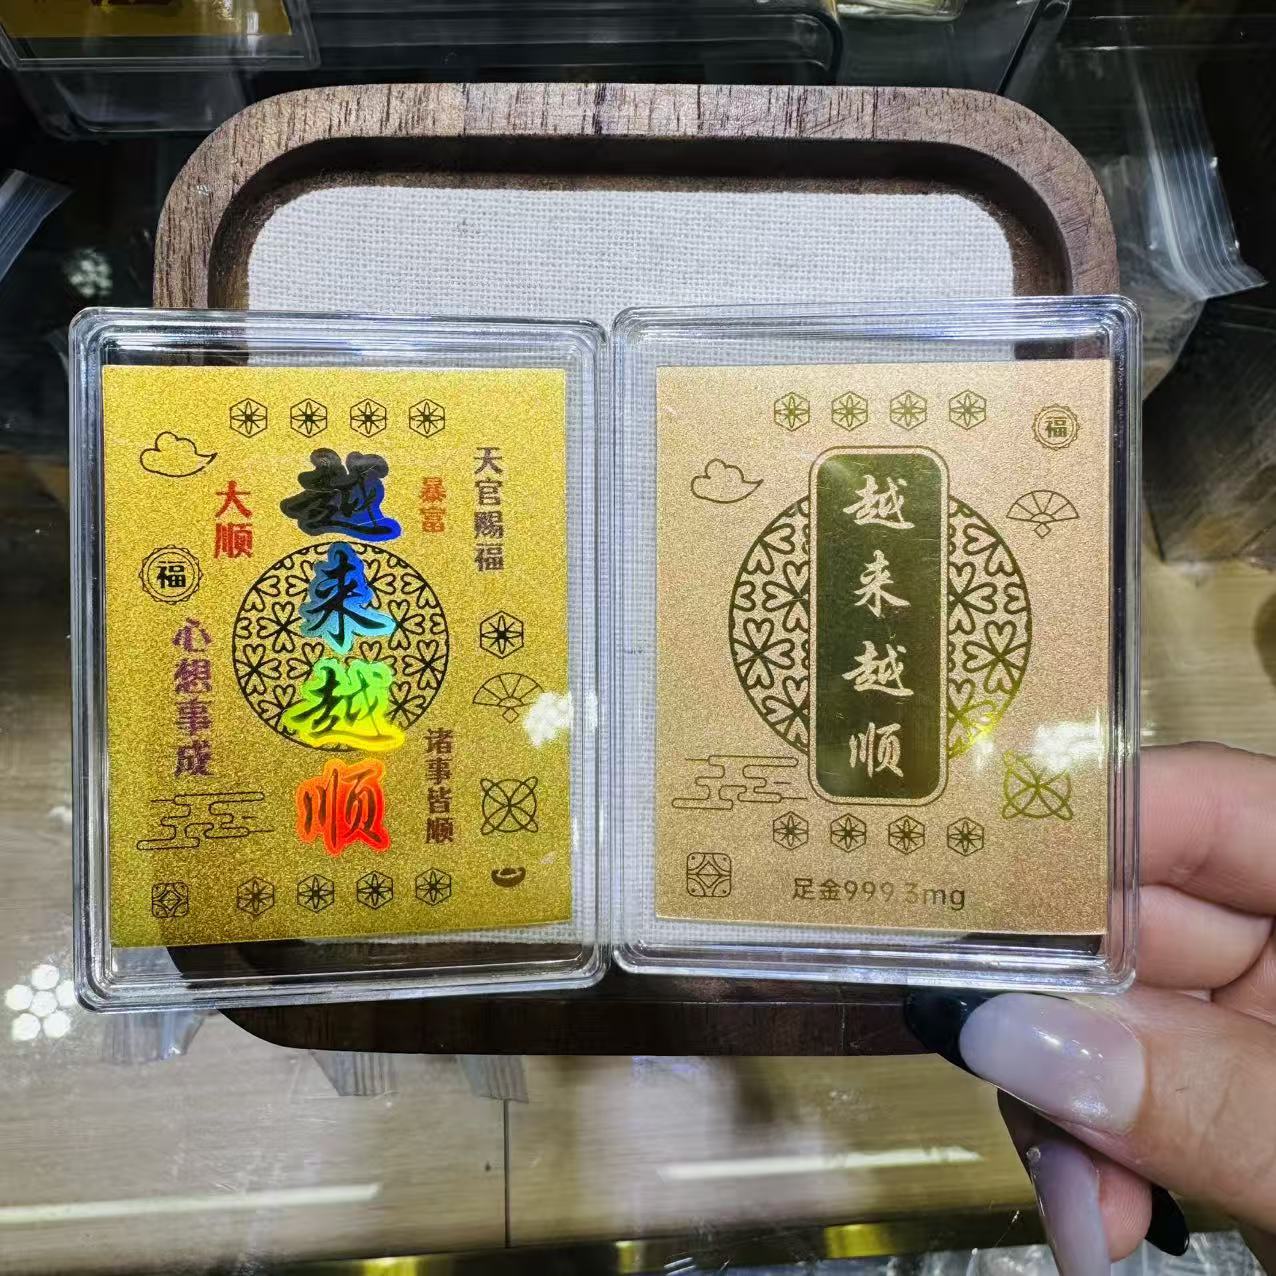 越来越顺
大顺
暴富
天官赐福
福
心想事成
诸事皆顺
福
越来越顺
足金999 3mg